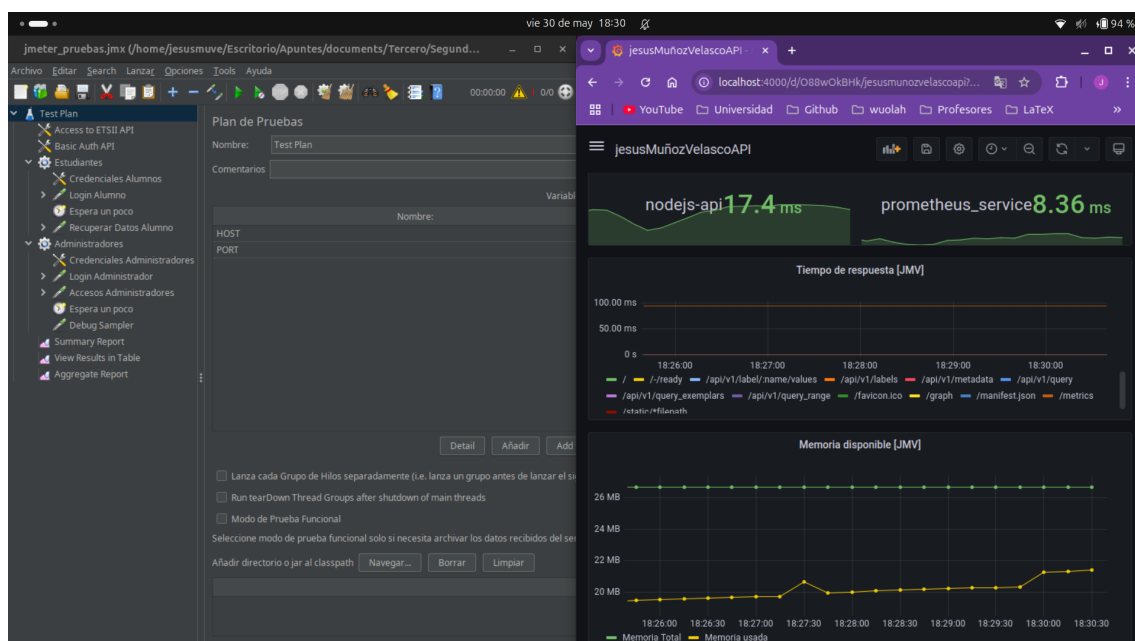 vie 30 de may 18:30
94 %
jmeter_pruebas.jmx (/home/jesusmuve/Escritorio/Apuntes/documents/Tercero/Segund...
Archivo Editar Search Lanzar Opciones Tools Ayuda
00:00:00 0/0
Test Plan
Access to ETSII API
Basic Auth API
Estudiantes
Credenciales Alumnos
Login Alumno
Espera un poco
Recuperar Datos Alumno
Administradores
Credenciales Administradores
Login Administrador
Accesos Administradores
Espera un poco
Debug Sampler
Summary Report
View Results in Table
Aggregate Report
Plan de Pruebas
Nombre: Test Plan
Comentarios
Variabl
Nombre:
HOST
PORT
Detail Añadir Add
Lanza cada Grupo de Hilos separadamente (i.e. lanza un grupo antes de lanzar el si
Run tearDown Thread Groups after shutdown of main threads
Modo de Prueba Funcional
Seleccione modo de prueba funcional solo si necesita archivar los datos recibidos del ser
Añadir directorio o jar al classpath Navegar... Borrar Limpiar
jesusMuñozVelascoAPI -
localhost:4000/d/O88wOkBHk/jesusmunozvelascoapi?...
J
YouTube Universidad Github wuolah Profesores LaTeX »
jesusMuñozVelascoAPI
nodejs-api 17.4 ms prometheus_service 8.36 ms
Tiempo de respuesta [JMV]
100.00 ms
50.00 ms
0 s
18:26:00 18:27:00 18:28:00 18:29:00 18:30:00
/ /-/ready /api/v1/label/:name/values /api/v1/labels /api/v1/metadata /api/v1/query
/api/v1/query_exemplars /api/v1/query_range /favicon.ico /graph /manifest.json /metrics
/static/*filepath
Memoria disponible [JMV]
26 MB
24 MB
22 MB
20 MB
18:26:00 18:26:30 18:27:00 18:27:30 18:28:00 18:28:30 18:29:00 18:29:30 18:30:00 18:30:30
Memoria Total Memoria usada